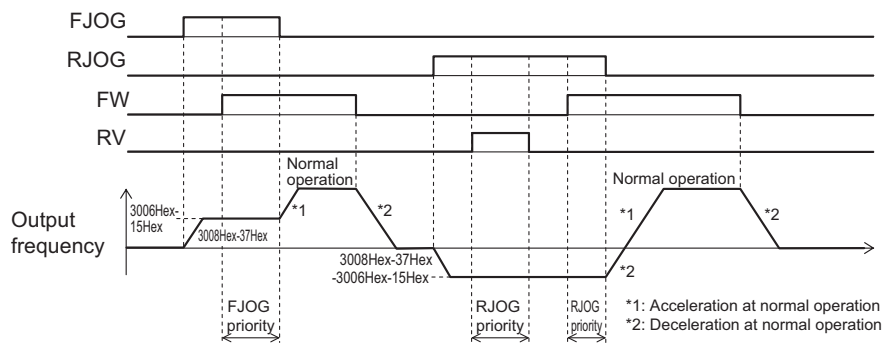 FJOG
RJOG
FW
RV
Normal
operation
Normal operation
3006Hex-
15Hex
*1
*2
*1
*2
Output
frequency
3008Hex-37Hex
3008Hex-37Hex
-3006Hex-15Hex
*2
FJOG
priority
RJOG
priority
RJOG
priority
*1: Acceleration at normal operation
*2: Deceleration at normal operation